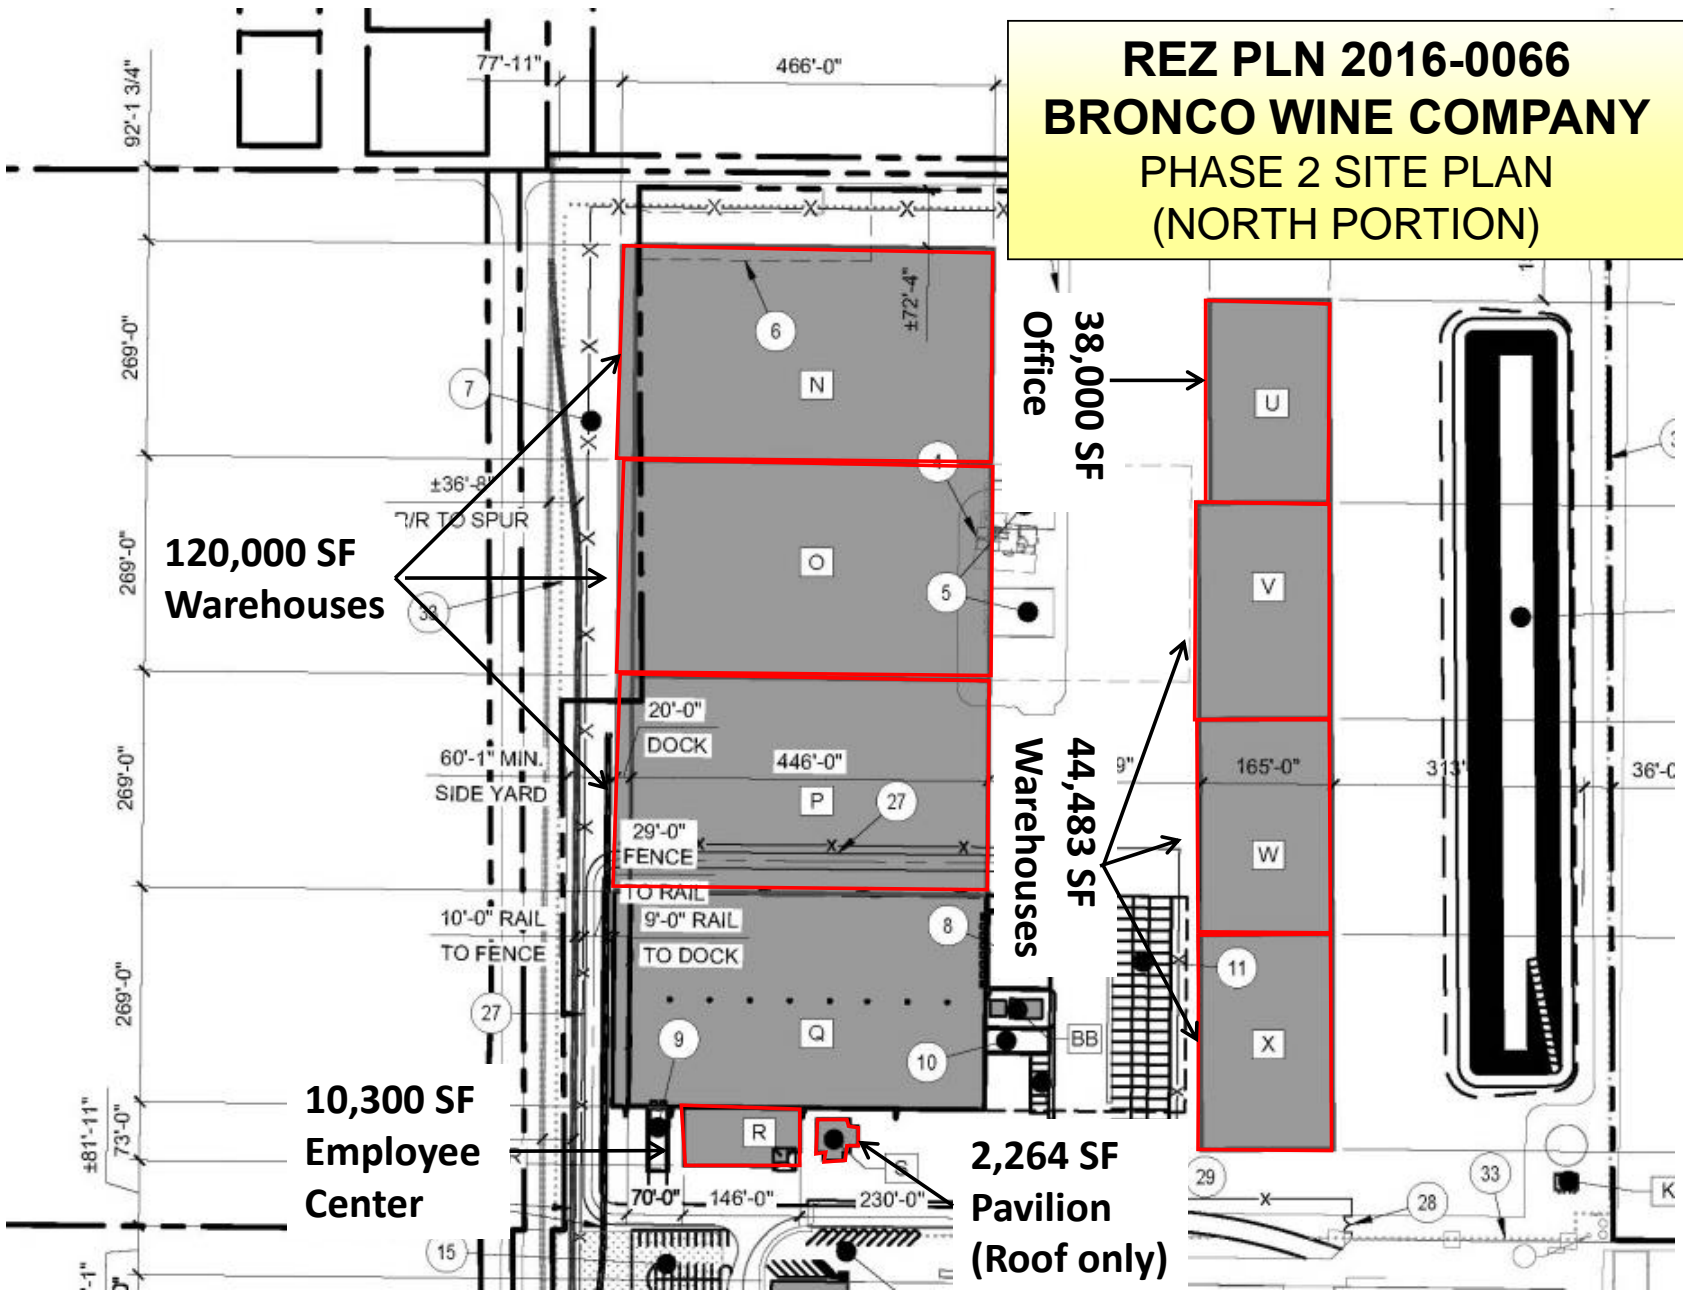 REZ PLN 2016-0066
BRONCO WINE COMPANY
PHASE 2 SITE PLAN
(NORTH PORTION)
77'-11"
466'-0"
92'-1 3/4"
269'-0"
±72'-4"
6
7
N
38,000 SF
Office
U
4
±36'-8"
TO SPUR
120,000 SF
Warehouses
33
269'-0"
O
5
V
20'-0"
DOCK
60'-1" MIN.
SIDE YARD
446'-0"
269'-0"
P
27
44,483 SF
Warehouses
9"
165'-0"
313'
36'-0
29'-0"
FENCE
TO RAIL
W
10'-0" RAIL
TO FENCE
9'-0" RAIL
TO DOCK
8
11
269'-0"
27
9
Q
10
BB
X
10,300 SF
Employee
Center
±81'-11"
73'-0"
R
S
2,264 SF
Pavilion
(Roof only)
70'-0"
146'-0"
230'-0"
29
28
33
K
15